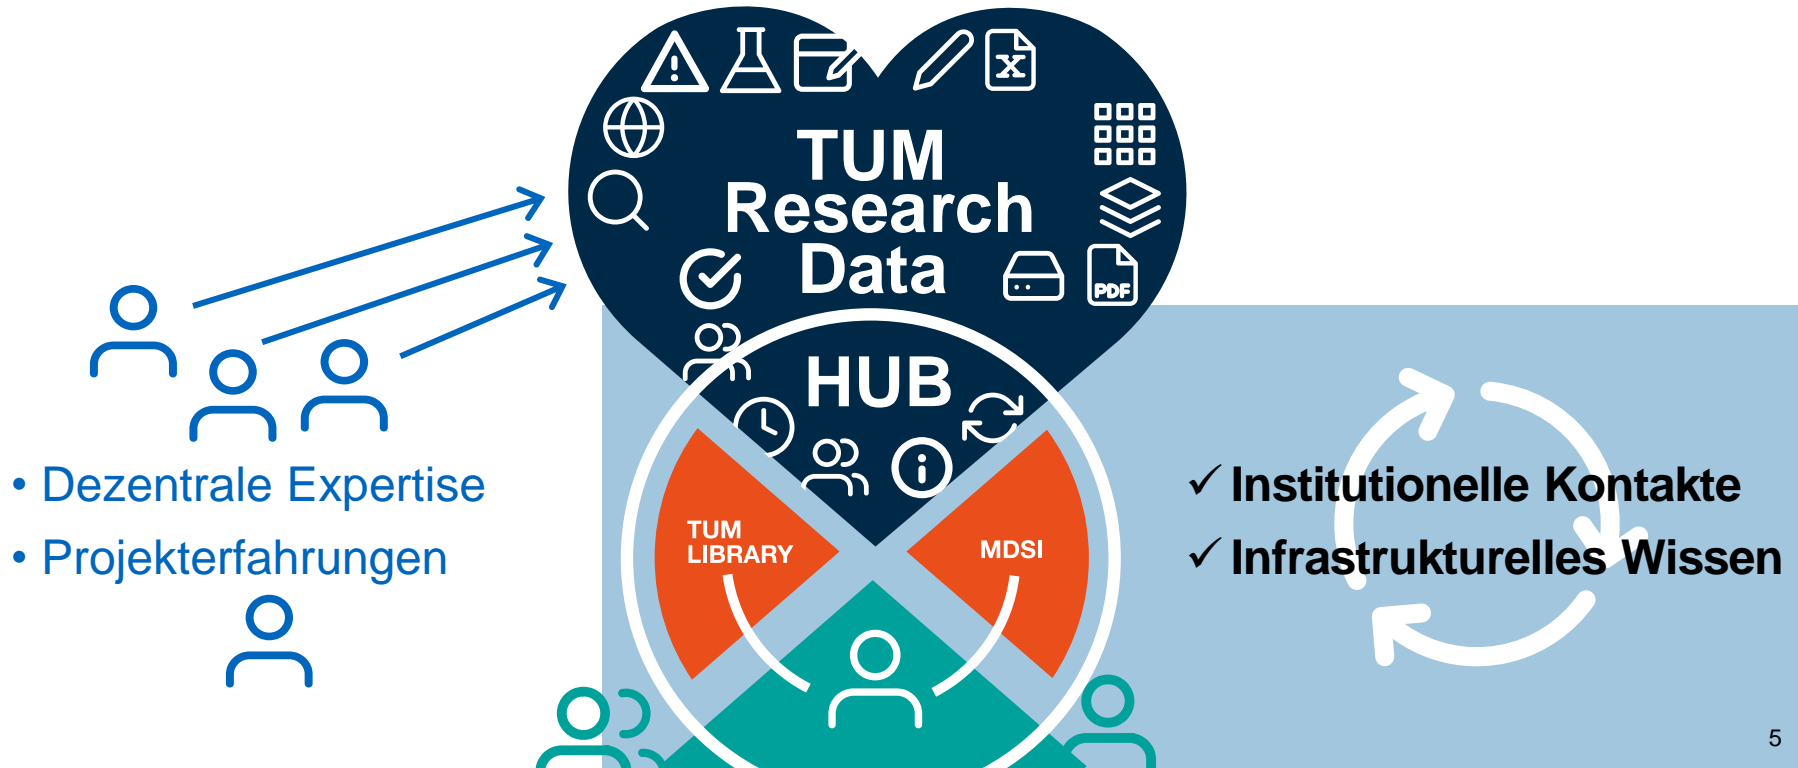 TUM
Research
Data
PDF
HUB
• Dezentrale Expertise
• Projekterfahrungen
TUM
LIBRARY
MDSI
✓ Institutionelle Kontakte
✓ Infrastrukturelles Wissen
5